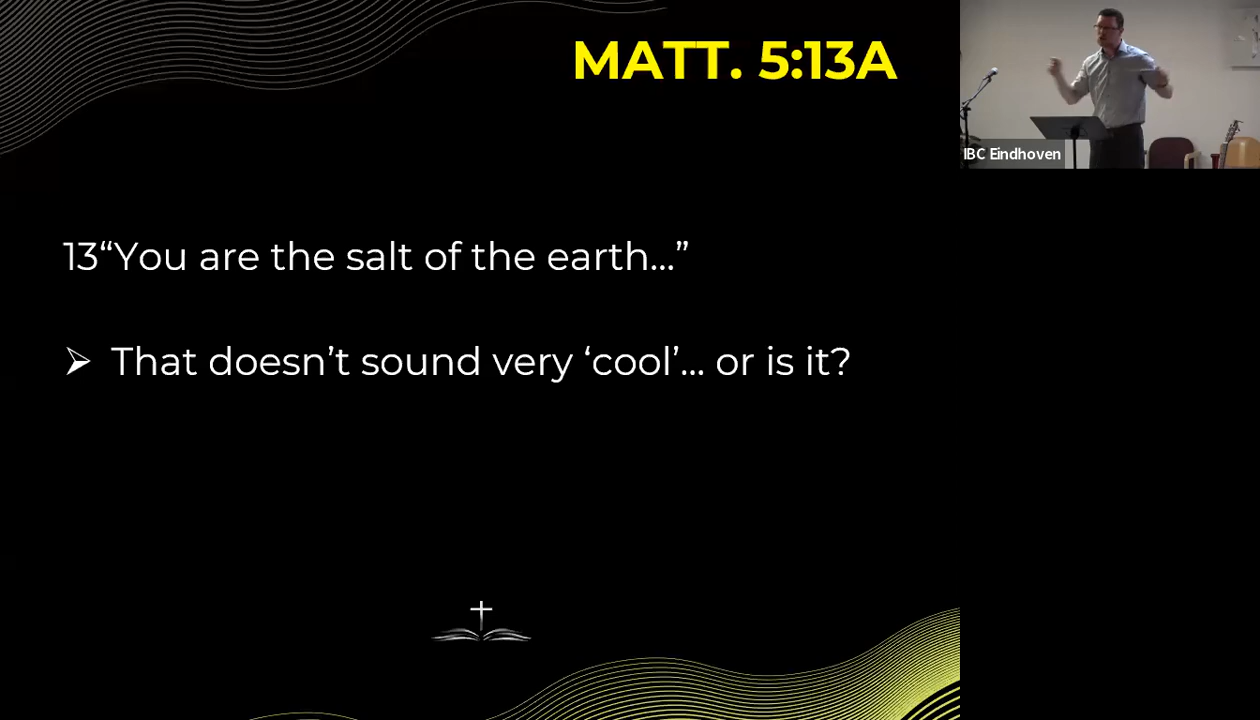 MATT. 5:13A
IBC Eindhoven
13“You are the salt of the earth...”
➢ That doesn’t sound very ‘cool’... or is it?